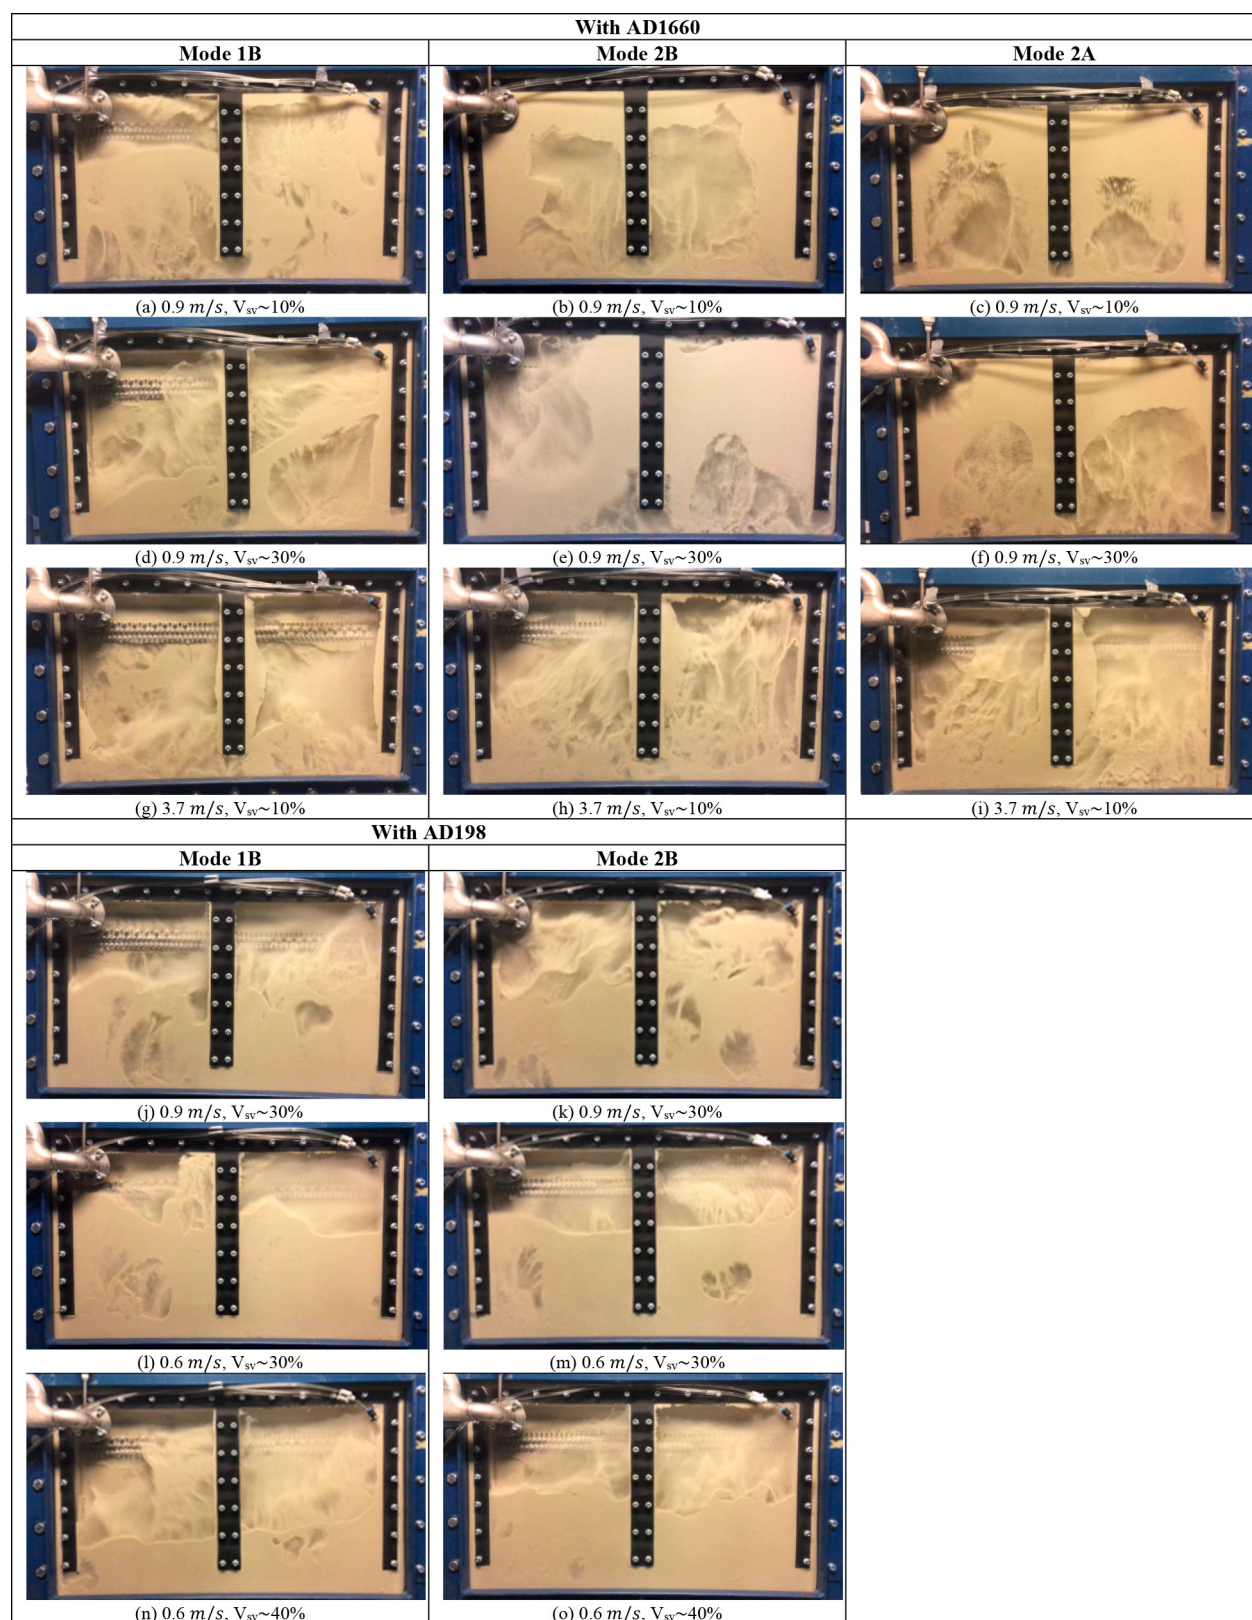 With AD1660
Mode 1B Mode 2B Mode 2A
(a) 0.9 m/s, Vsv~10% (b) 0.9 m/s, Vsv~10% (c) 0.9 m/s, Vsv~10%
(d) 0.9 m/s, Vsv~30% (e) 0.9 m/s, Vsv~30% (f) 0.9 m/s, Vsv~30%
(g) 3.7 m/s, Vsv~10% (h) 3.7 m/s, Vsv~10% (i) 3.7 m/s, Vsv~10%
With AD198
Mode 1B Mode 2B
(j) 0.9 m/s, Vsv~30% (k) 0.9 m/s, Vsv~30%
(l) 0.6 m/s, Vsv~30% (m) 0.6 m/s, Vsv~30%
(n) 0.6 m/s, Vsv~40% (o) 0.6 m/s, Vsv~40%